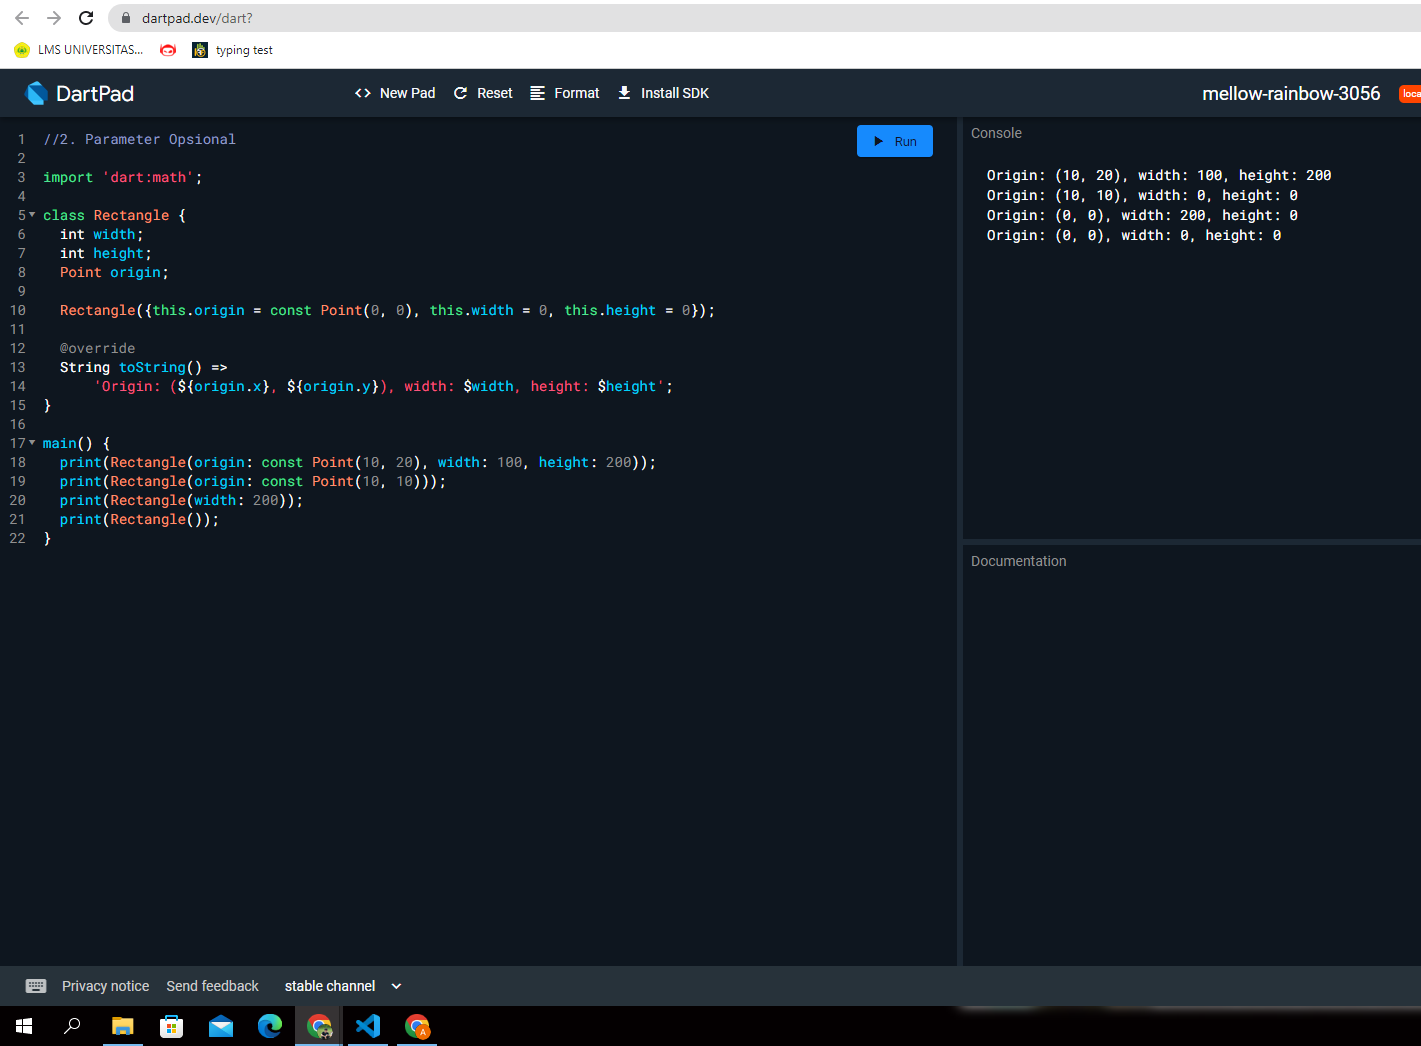 dartpad.dev/dart?
LMS UNIVERSITAS... typing test
DartPad New Pad Reset Format Install SDK mellow-rainbow-3056 loca
1 //2. Parameter Opsional
2
3 import 'dart:math';
4
5 class Rectangle {
6 int width;
7 int height;
8 Point origin;
9
10 Rectangle({this.origin = const Point(0, 0), this.width = 0, this.height = 0});
11
12 @override
13 String toString() =>
14 'Origin: (${origin.x}, ${origin.y}), width: $width, height: $height';
15 }
16
17 main() {
18 print(Rectangle(origin: const Point(10, 20), width: 100, height: 200));
19 print(Rectangle(origin: const Point(10, 10)));
20 print(Rectangle(width: 200));
21 print(Rectangle());
22 }
Run
Console
Origin: (10, 20), width: 100, height: 200
Origin: (10, 10), width: 0, height: 0
Origin: (0, 0), width: 200, height: 0
Origin: (0, 0), width: 0, height: 0
Documentation
Privacy notice Send feedback stable channel
A